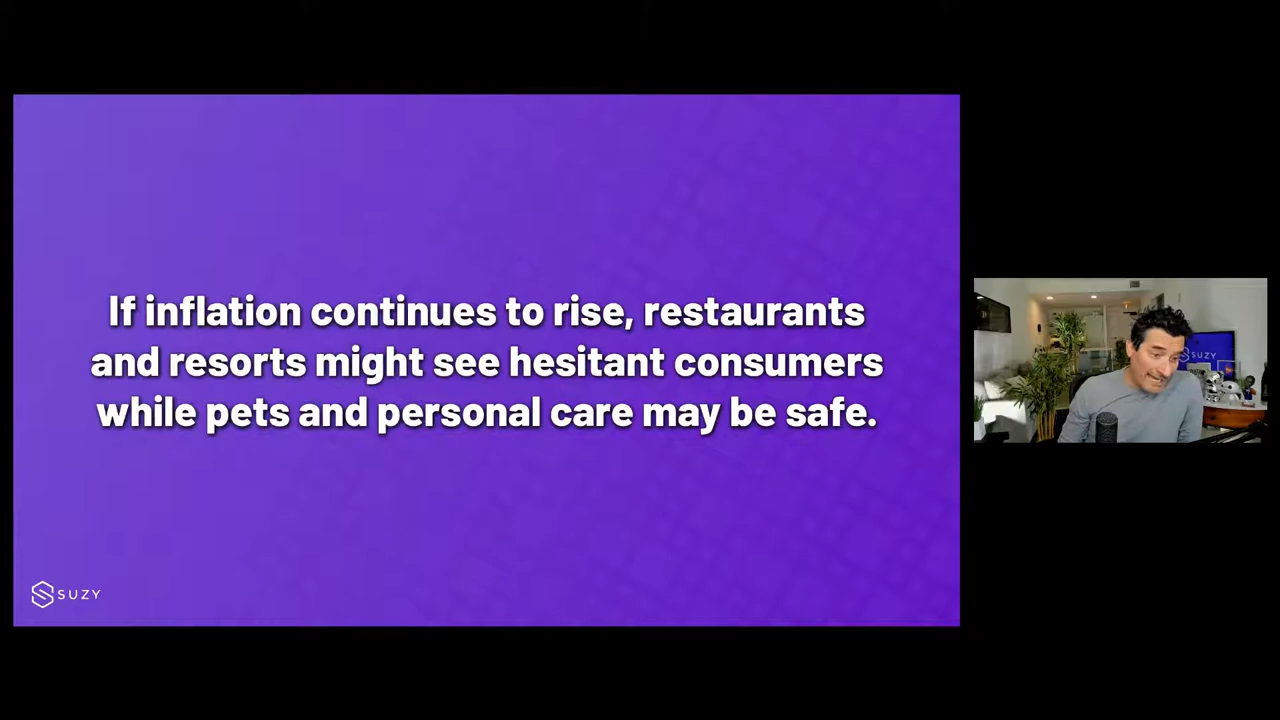 If inflation continues to rise, restaurants
and resorts might see hesitant consumers
while pets and personal care may be safe.
SUZY
SUZY